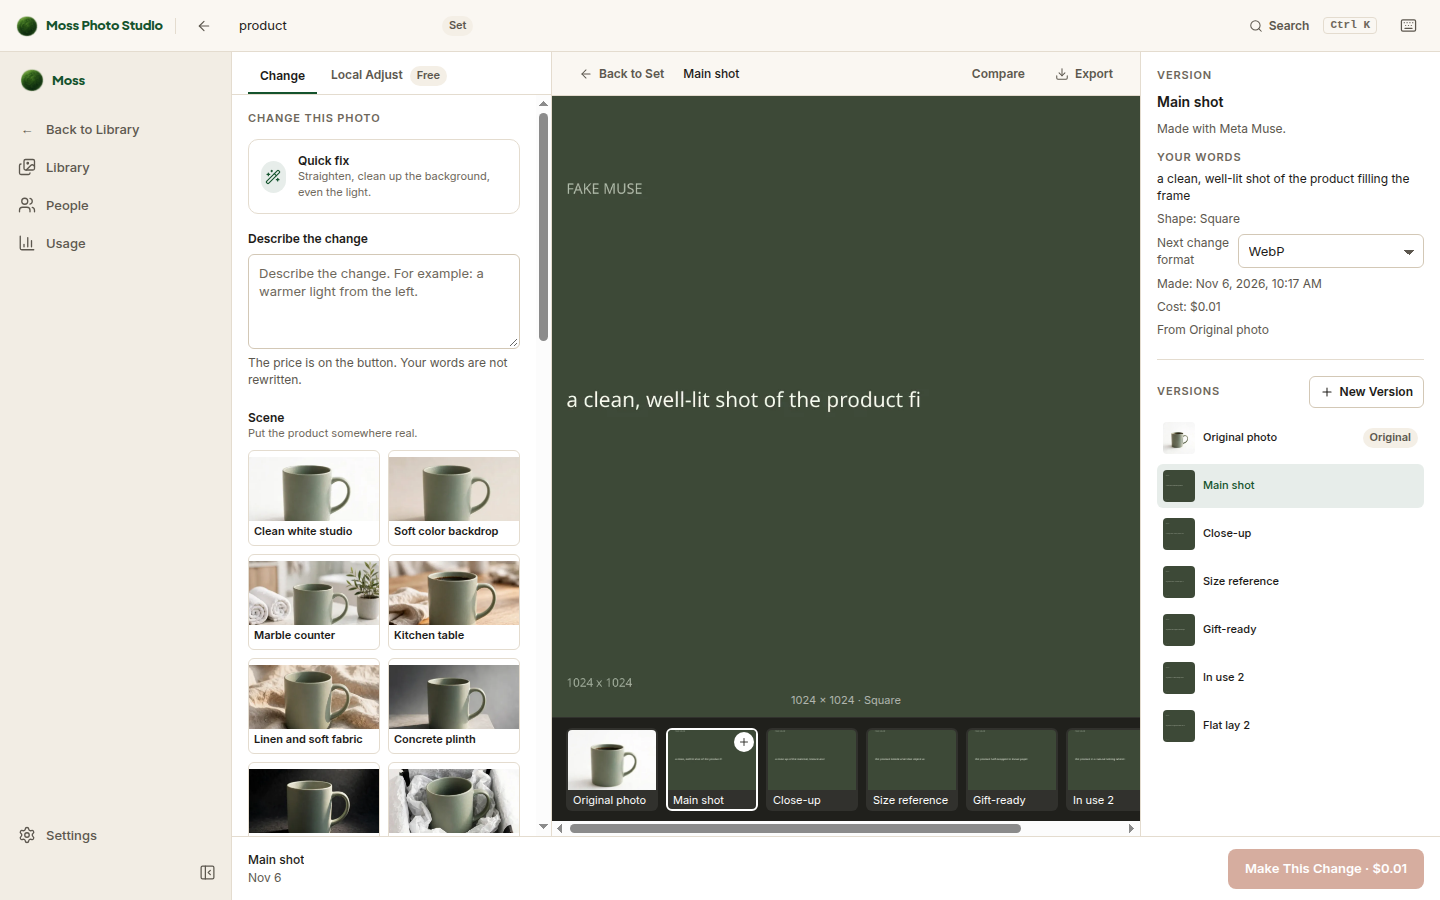 Moss Photo Studio
product
Set
Search
Ctrl K
Moss
← Back to Library
Library
People
Usage
Settings
Change
Local Adjust
Free
CHANGE THIS PHOTO
Quick fix
Straighten, clean up the background,
even the light.
Describe the change
Describe the change. For example: a
warmer light from the left.
The price is on the button. Your words are not
rewritten.
Scene
Put the product somewhere real.
Clean white studio
Soft color backdrop
Marble counter
Kitchen table
Linen and soft fabric
Concrete plinth
Back to Set
Main shot
Compare
Export
FAKE MUSE
a clean, well-lit shot of the product fi
1024 x 1024
1024 × 1024 · Square
Original photo
Main shot
Close-up
Size reference
Gift-ready
In use 2
VERSION
Main shot
Made with Meta Muse.
YOUR WORDS
a clean, well-lit shot of the product filling the
frame
Shape: Square
Next change
format
WebP
Made: Nov 6, 2026, 10:17 AM
Cost: $0.01
From Original photo
VERSIONS
New Version
Original photo
Original
Main shot
Close-up
Size reference
Gift-ready
In use 2
Flat lay 2
Main shot
Nov 6
Make This Change · $0.01